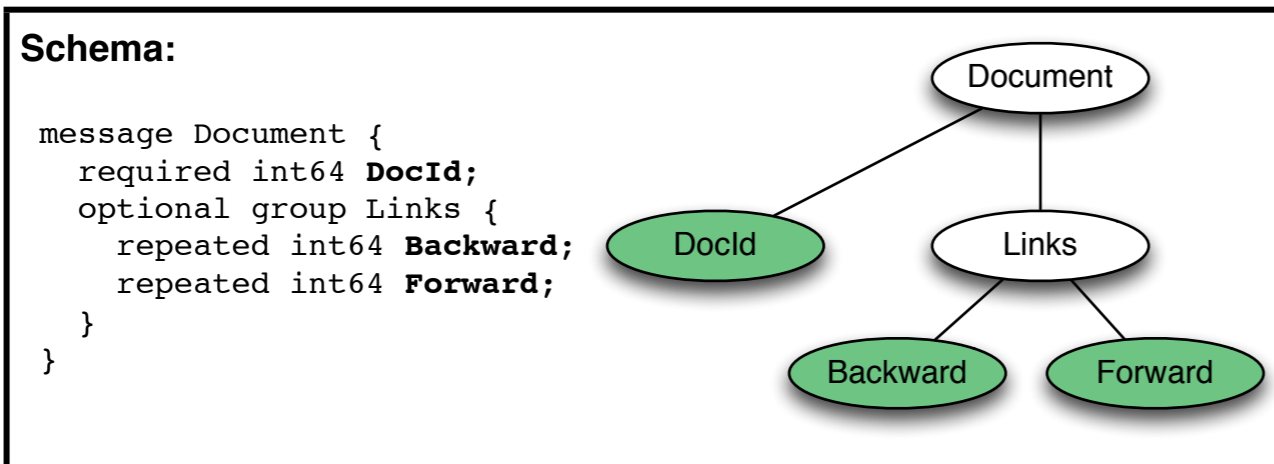 Schema:
message Document {
  required int64 DocId;
  optional group Links {
    repeated int64 Backward;
    repeated int64 Forward;
  }
}
Document
DocId
Links
Backward
Forward